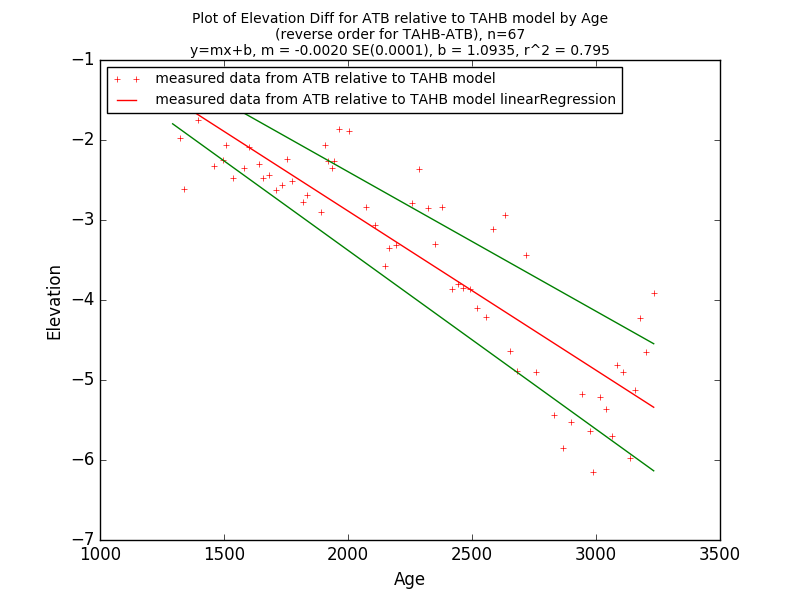 Plot of Elevation Diff for ATB relative to TAHB model by Age
(reverse order for TAHB-ATB), n=67
y=mx+b, m = -0.0020 SE(0.0001), b = 1.0935, r^2 = 0.795
measured data from ATB relative to TAHB model
measured data from ATB relative to TAHB model linearRegression
−1
−2
−3
−4
−5
−6
−7
Elevation
1000 1500 2000 2500 3000 3500
Age